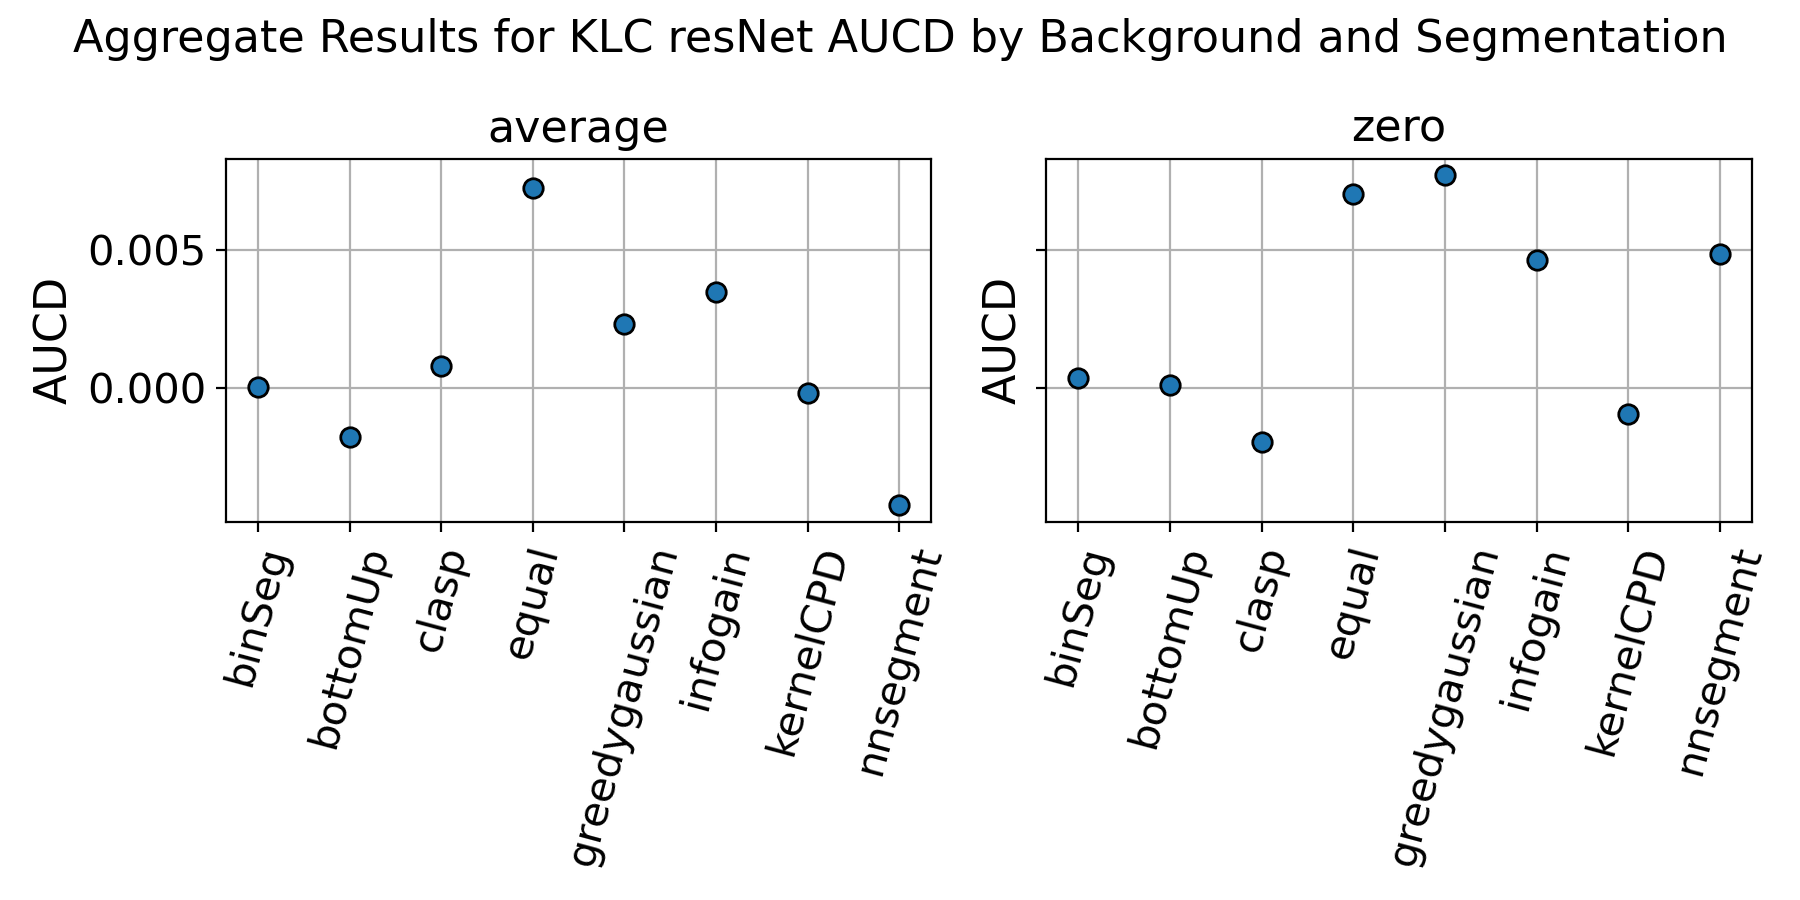 Aggregate Results for KLC resNet AUCD by Background and Segmentation
average
AUCD
0.005
0.000
binSeg
bottomUp
clasp
equal
greedygaussian
infogain
kernelCPD
nnsegment
zero
AUCD
binSeg
bottomUp
clasp
equal
greedygaussian
infogain
kernelCPD
nnsegment